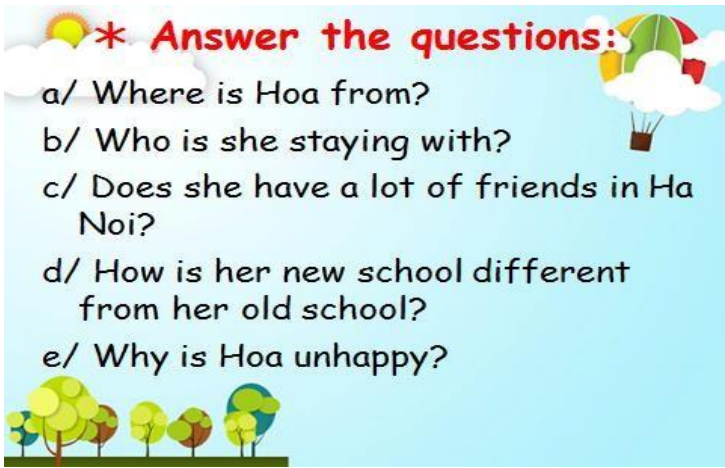 * Answer the questions:
a/ Where is Hoa from?
b/ Who is she staying with?
c/ Does she have a lot of friends in Ha
Noi?
d/ How is her new school different
from her old school?
e/ Why is Hoa unhappy?